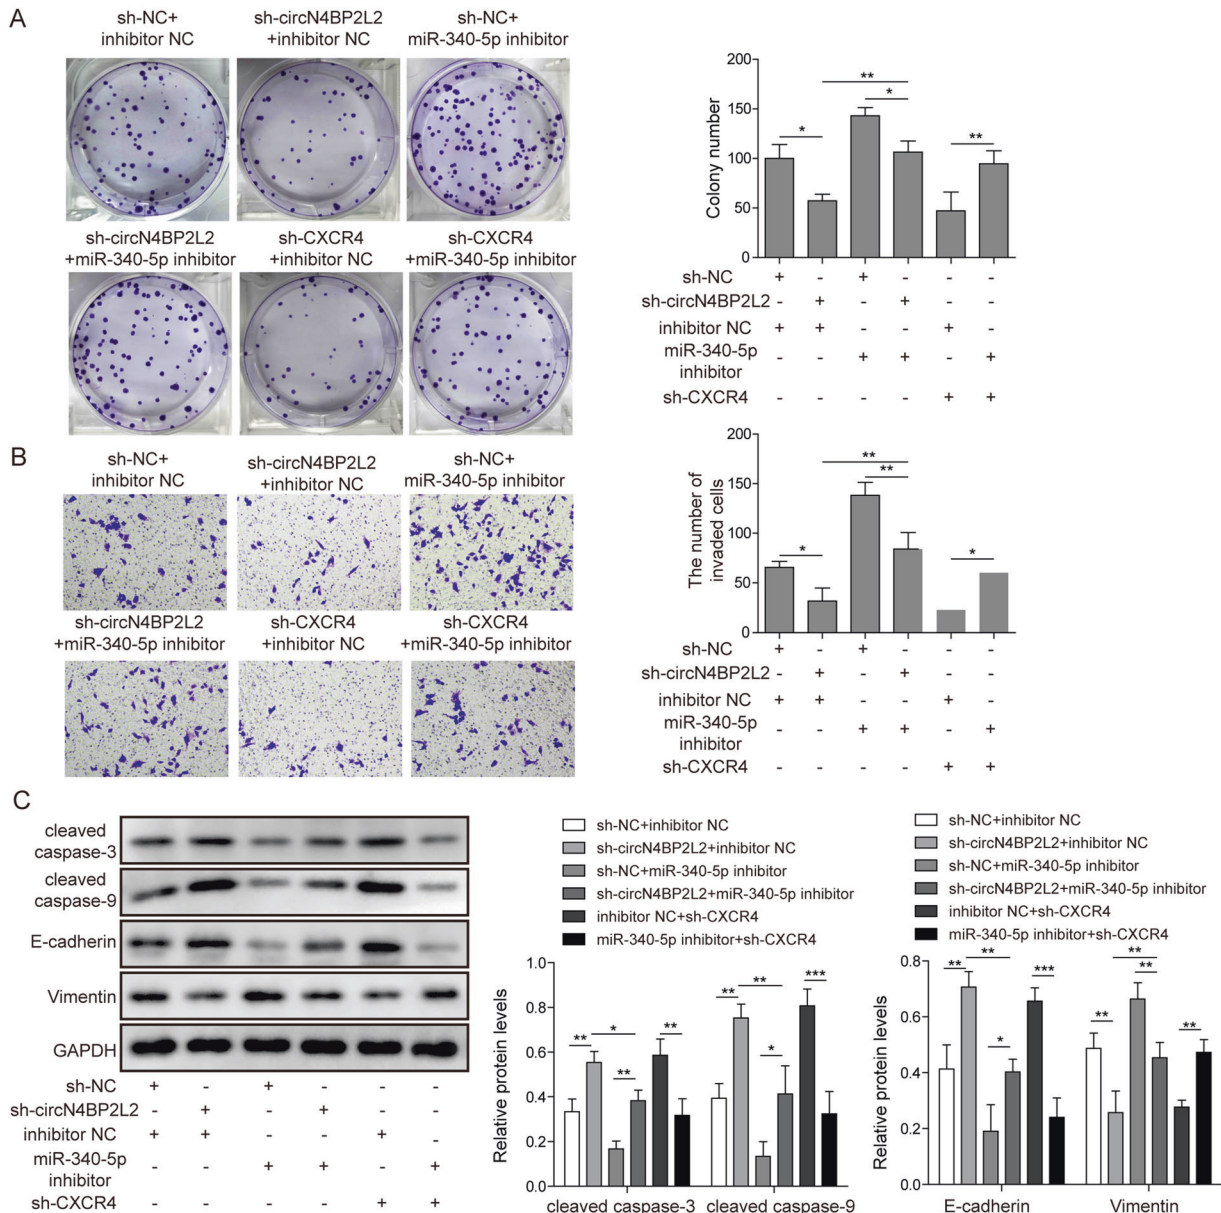 A
sh-NC+
inhibitor NC
sh-circN4BP2L2
+inhibitor NC
sh-NC+
miR-340-5p inhibitor
sh-circN4BP2L2
+miR-340-5p inhibitor
sh-CXCR4
+inhibitor NC
sh-CXCR4
+miR-340-5p inhibitor
Colony number
200
150
100
50
0
* ** * **
sh-NC + - + - - -
sh-circN4BP2L2 - + - + - -
inhibitor NC + + - - + -
miR-340-5p
inhibitor - - + + - +
sh-CXCR4 - - - - + +
B
sh-NC+
inhibitor NC
sh-circN4BP2L2
+inhibitor NC
sh-NC+
miR-340-5p inhibitor
sh-circN4BP2L2
+miR-340-5p inhibitor
sh-CXCR4
+inhibitor NC
sh-CXCR4
+miR-340-5p inhibitor
The number of
invaded cells
200
150
100
50
0
* ** ** *
sh-NC + - + - - -
sh-circN4BP2L2 - + - + - -
inhibitor NC + + - - + -
miR-340-5p
inhibitor - - + + - +
sh-CXCR4 - - - - + +
C
cleaved
caspase-3
cleaved
caspase-9
E-cadherin
Vimentin
GAPDH
sh-NC + - + - - -
sh-circN4BP2L2 - + - + - -
inhibitor NC + + - - + -
miR-340-5p
inhibitor - - + + - +
sh-CXCR4 - - - - + +
sh-NC+inhibitor NC
sh-circN4BP2L2+inhibitor NC
sh-NC+miR-340-5p inhibitor
sh-circN4BP2L2+miR-340-5p inhibitor
inhibitor NC+sh-CXCR4
miR-340-5p inhibitor+sh-CXCR4
Relative protein levels
1.0
0.8
0.6
0.4
0.2
0.0
** * ** ** ** ** * ***
cleaved caspase-3 cleaved caspase-9
sh-NC+inhibitor NC
sh-circN4BP2L2+inhibitor NC
sh-NC+miR-340-5p inhibitor
sh-circN4BP2L2+miR-340-5p inhibitor
inhibitor NC+sh-CXCR4
miR-340-5p inhibitor+sh-CXCR4
Relative protein levels
0.8
0.6
0.4
0.2
0.0
** ** * *** ** ** ** **
E-cadherin Vimentin